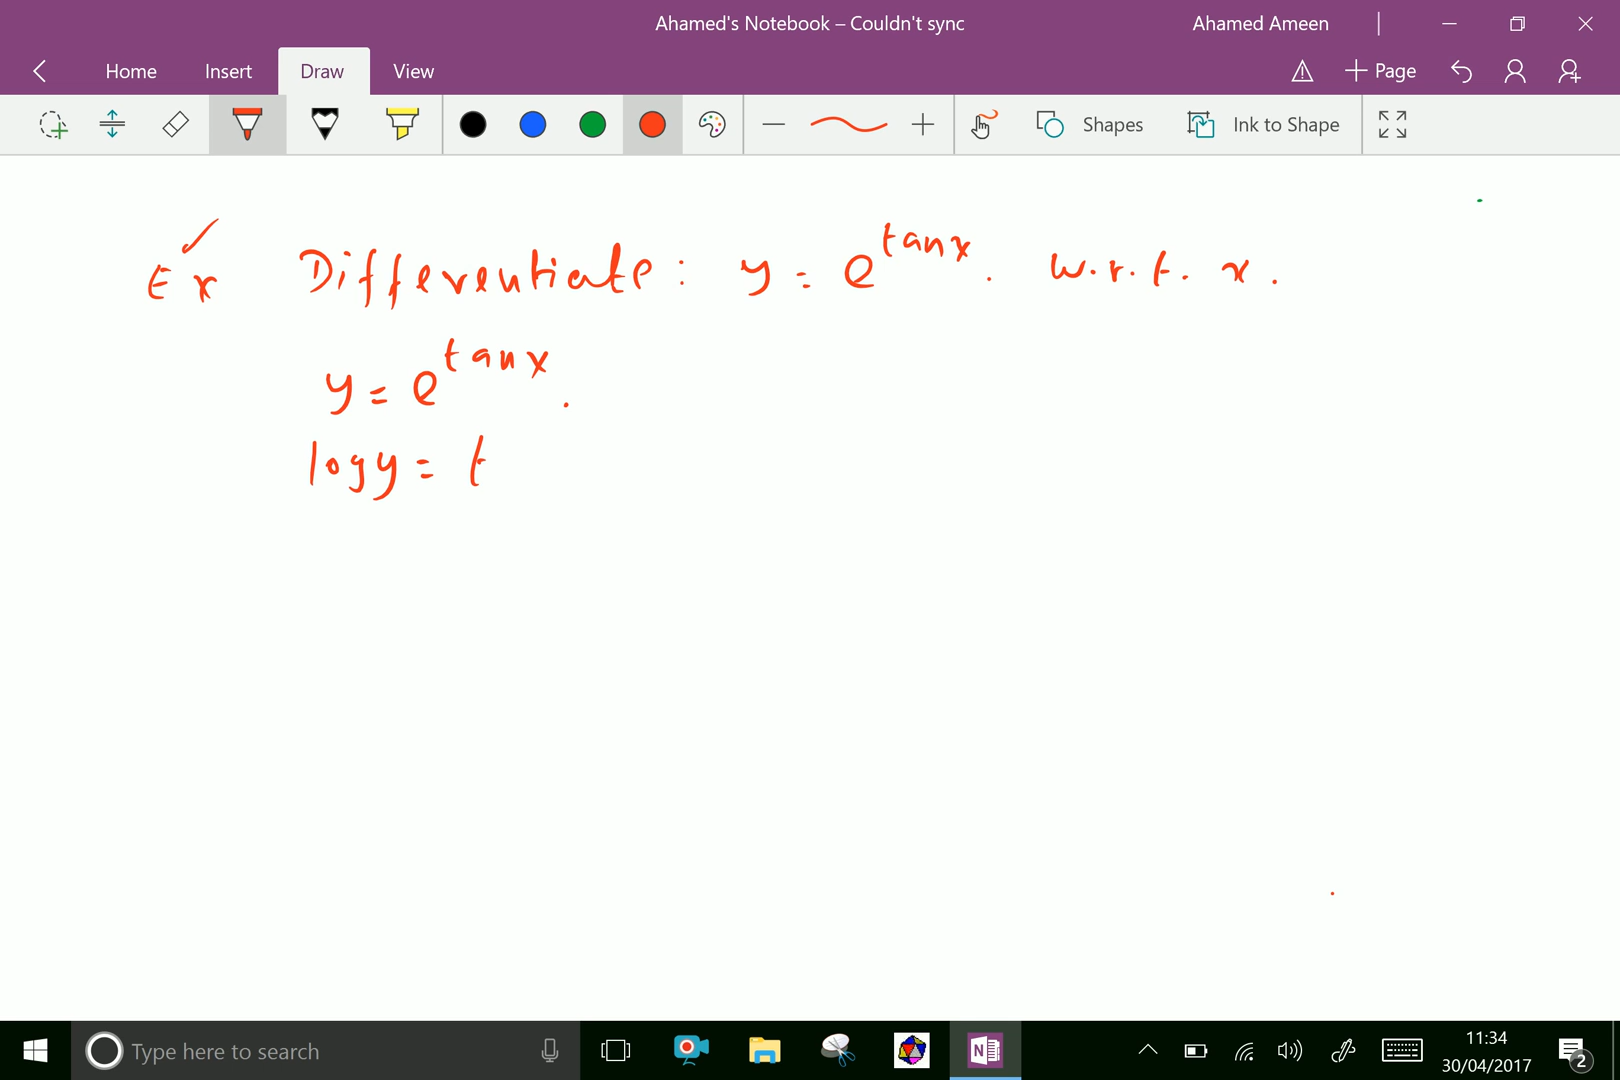 Ahamed's Notebook – Couldn't sync
Ahamed Ameen
Home Insert Draw View
Page
Shapes
Ink to Shape
Ex Differentiate: y = e^tanx. w.r.t. x.
y = e^tanx.
logy = t
Type here to search
N
11:34
30/04/2017
2